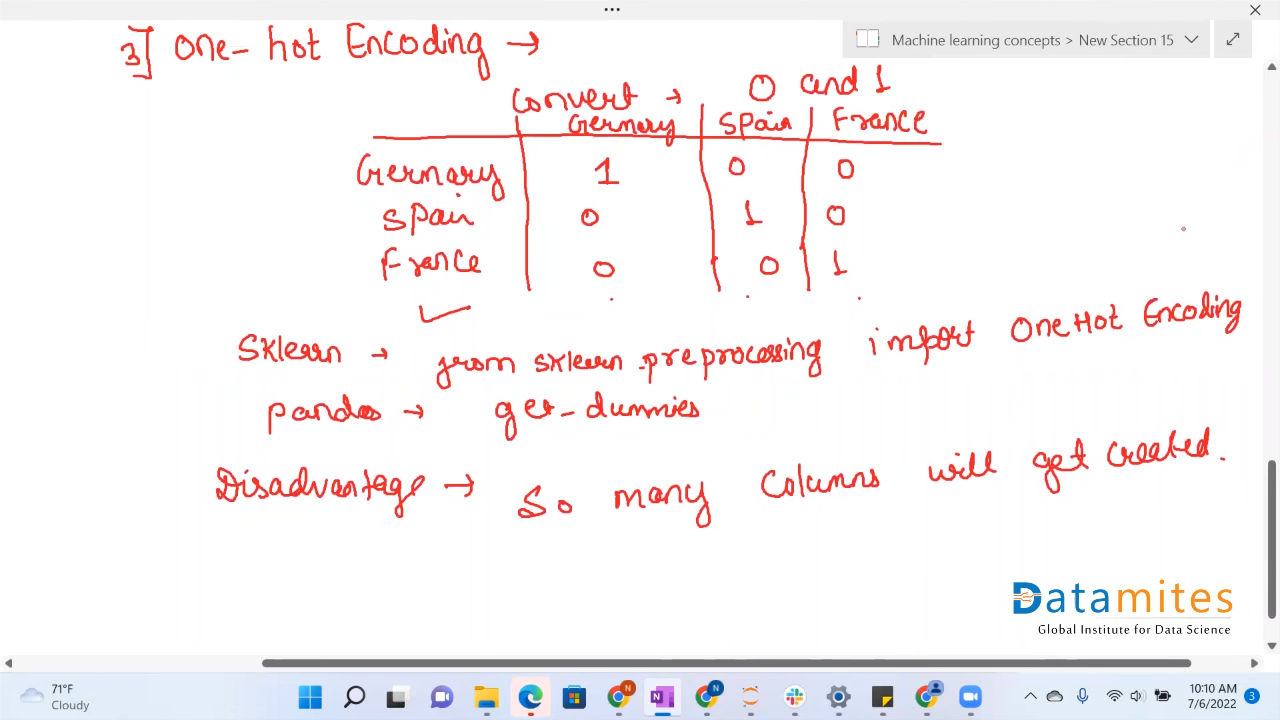 Machine learning concepts > New Section 15
3] One-hot Encoding →
Convert → 0 and 1
Germany Spain France
Germany 1 0 0
Spain 0 1 0
France 0 0 1
Sklearn → from sklearn.preprocessing import OneHot Encoding
pandas → get-dummies
Disadvantage → So many Columns will get created.
Datamites
Global Institute for Data Science
71°F
Cloudy
10:10 AM
7/6/2022
3